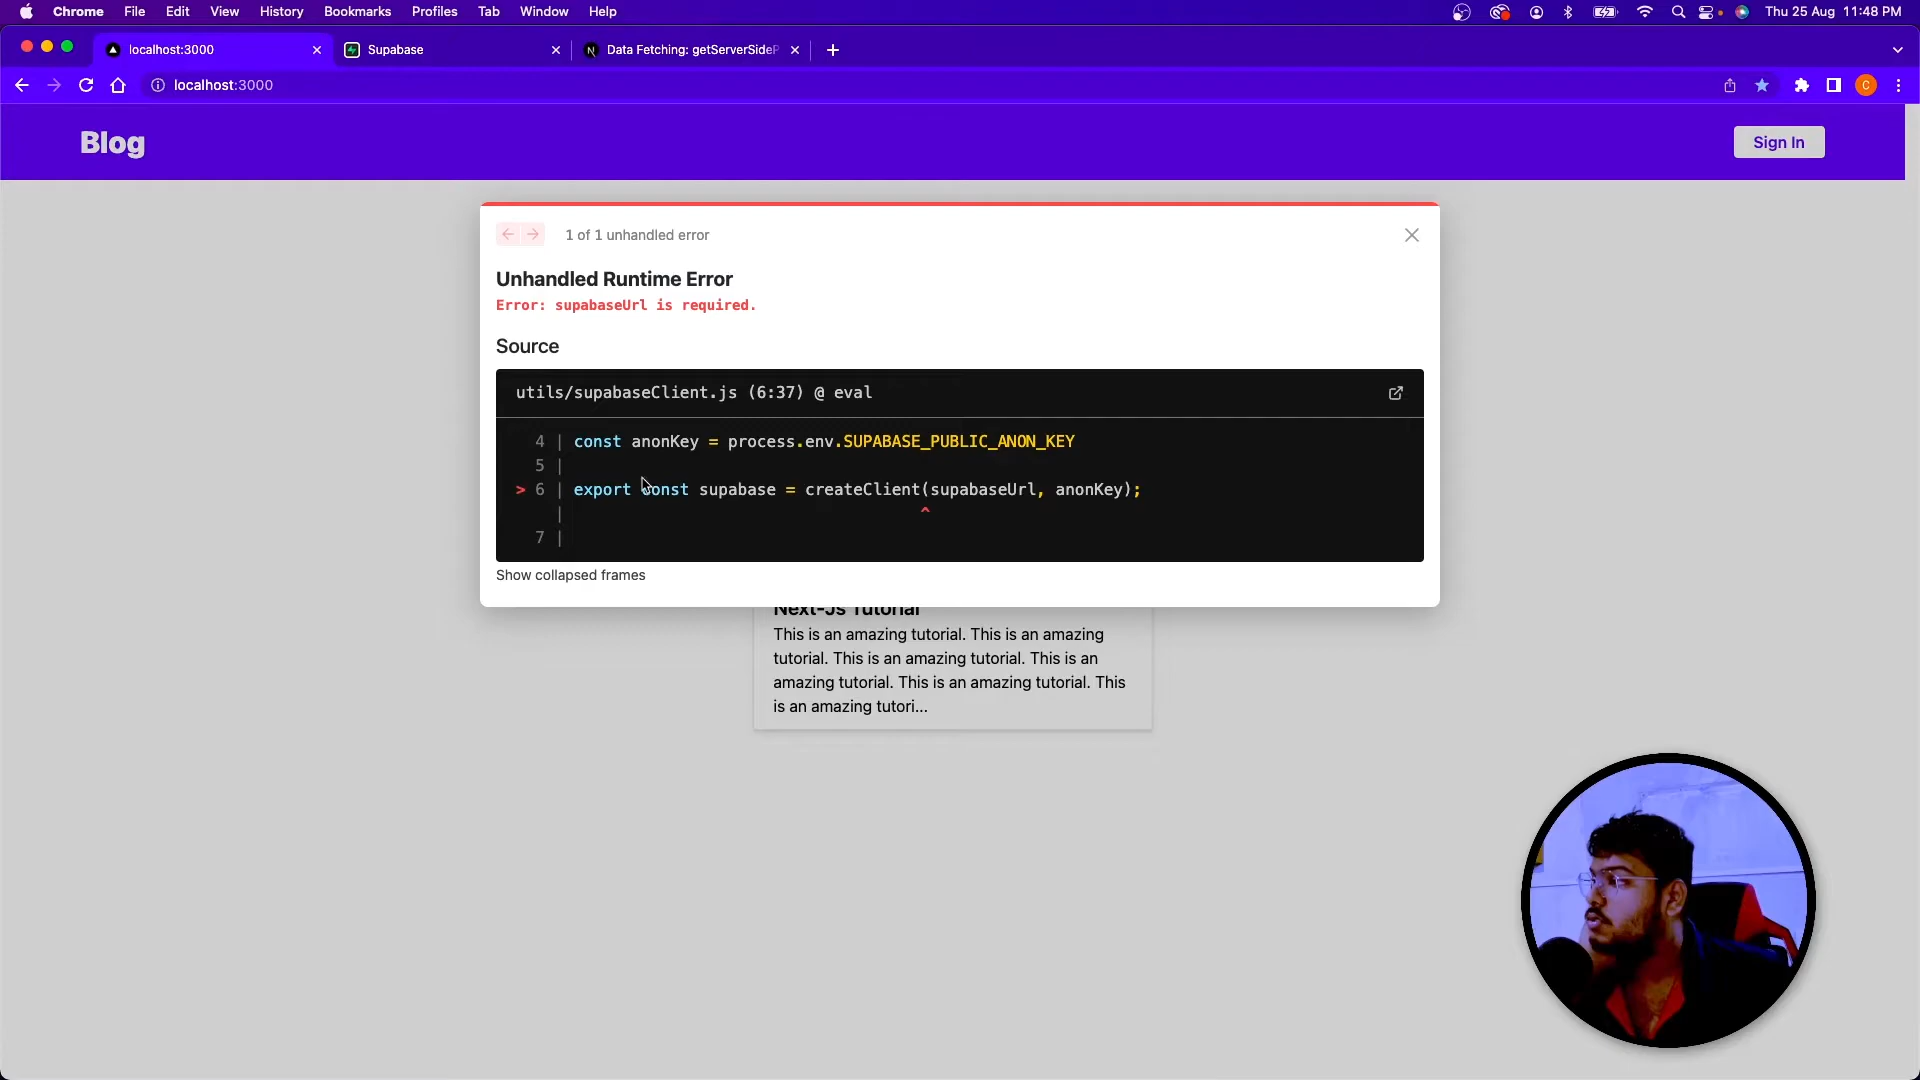 Chrome File Edit View History Bookmarks Profiles Tab Window Help Thu 25 Aug 11:48 PM
localhost:3000 Supabase Data Fetching: getServerSideP
localhost:3000 C
Blog Sign In
1 of 1 unhandled error
Unhandled Runtime Error
Error: supabaseUrl is required.
Source
utils/supabaseClient.js (6:37) @ eval
4 | const anonKey = process.env.SUPABASE_PUBLIC_ANON_KEY
5 |
> 6 | export const supabase = createClient(supabaseUrl, anonKey);
| ^
7 |
Show collapsed frames
Next-Js Tutorial
This is an amazing tutorial. This is an amazing
tutorial. This is an amazing tutorial. This is an
amazing tutorial. This is an amazing tutorial. This
is an amazing tutori...